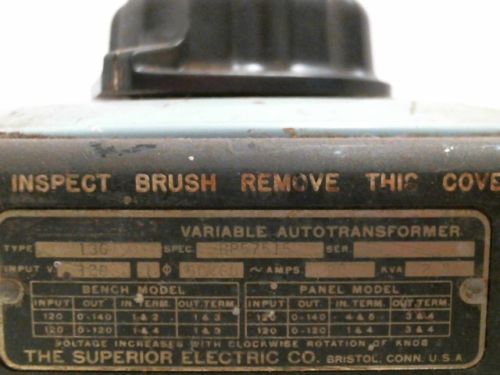 INSPECT BRUSH REMOVE THIS COVE
VARIABLE AUTOTRANSFORMER
TYPE 136 SPEC. BP57515 SER.
INPUT V. 120 1 Φ ~ AMPS. KVA
BENCH MODEL PANEL MODEL
INPUT OUT. IN. TERM. OUT. TERM. INPUT OUT. IN. TERM. OUT. TERM.
120 0-140 1 & 2 1 & 3 120 0-140 4 & 5 3 & 4
120 0-120 1 & 4 1 & 3 120 0-120 1 & 4 3 & 4
VOLTAGE INCREASES WITH CLOCKWISE ROTATION OF KNOB
THE SUPERIOR ELECTRIC CO. BRISTOL, CONN. U.S.A